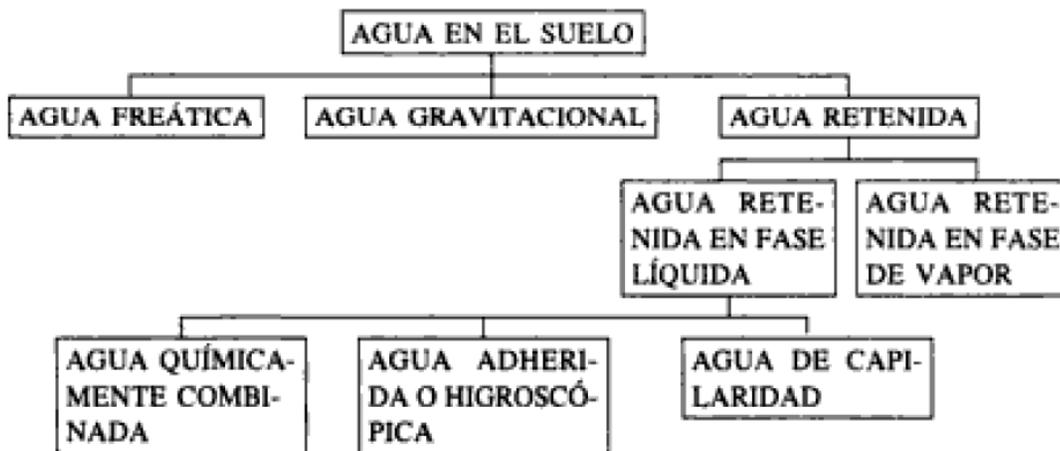 AGUA EN EL SUELO
AGUA FREÁTICA
AGUA GRAVITACIONAL
AGUA RETENIDA
AGUA RETE-
NIDA EN FASE
LÍQUIDA
AGUA RETE-
NIDA EN FASE
DE VAPOR
AGUA QUÍMICA-
MENTE COMBI-
NADA
AGUA ADHERI-
DA O HIGROSCÓ-
PICA
AGUA DE CAPI-
LARIDAD